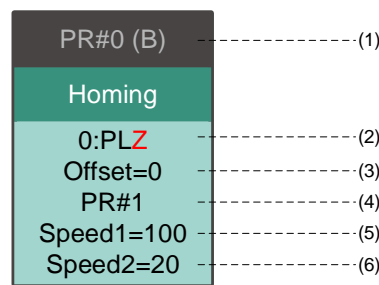 PR#0 (B) (1)
Homing
0:PLZ (2)
Offset=0 (3)
PR#1 (4)
Speed1=100 (5)
Speed2=20 (6)